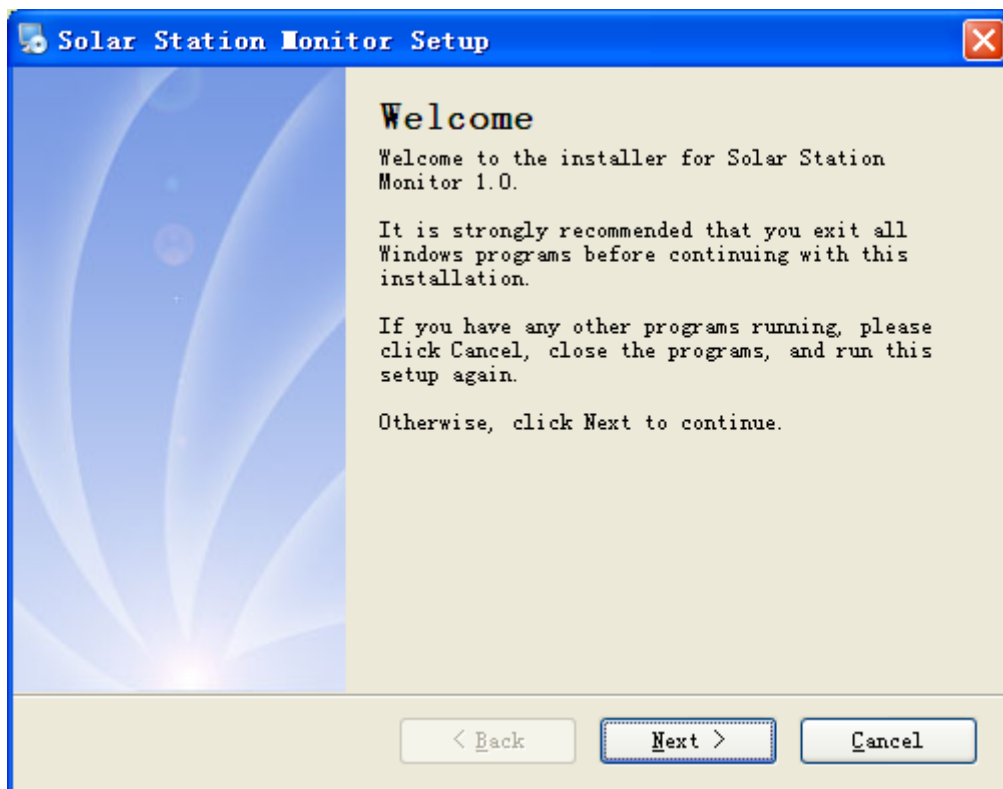 Solar Station Monitor Setup
Welcome
Welcome to the installer for Solar Station
Monitor 1.0.
It is strongly recommended that you exit all
Windows programs before continuing with this
installation.
If you have any other programs running, please
click Cancel, close the programs, and run this
setup again.
Otherwise, click Next to continue.
< Back
Next >
Cancel